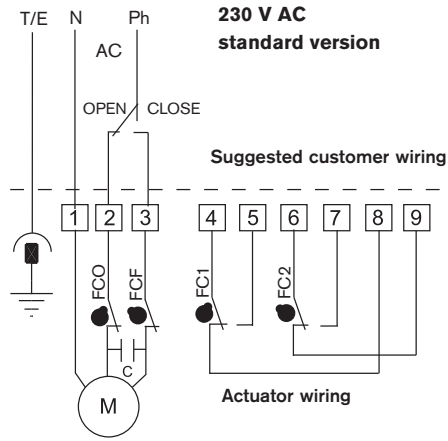 T/E N Ph
230 V AC
standard version
AC
OPEN CLOSE
Suggested customer wiring
1 2 3 4 5 6 7 8 9
FCO FCF FC1 FC2
C
M
Actuator wiring